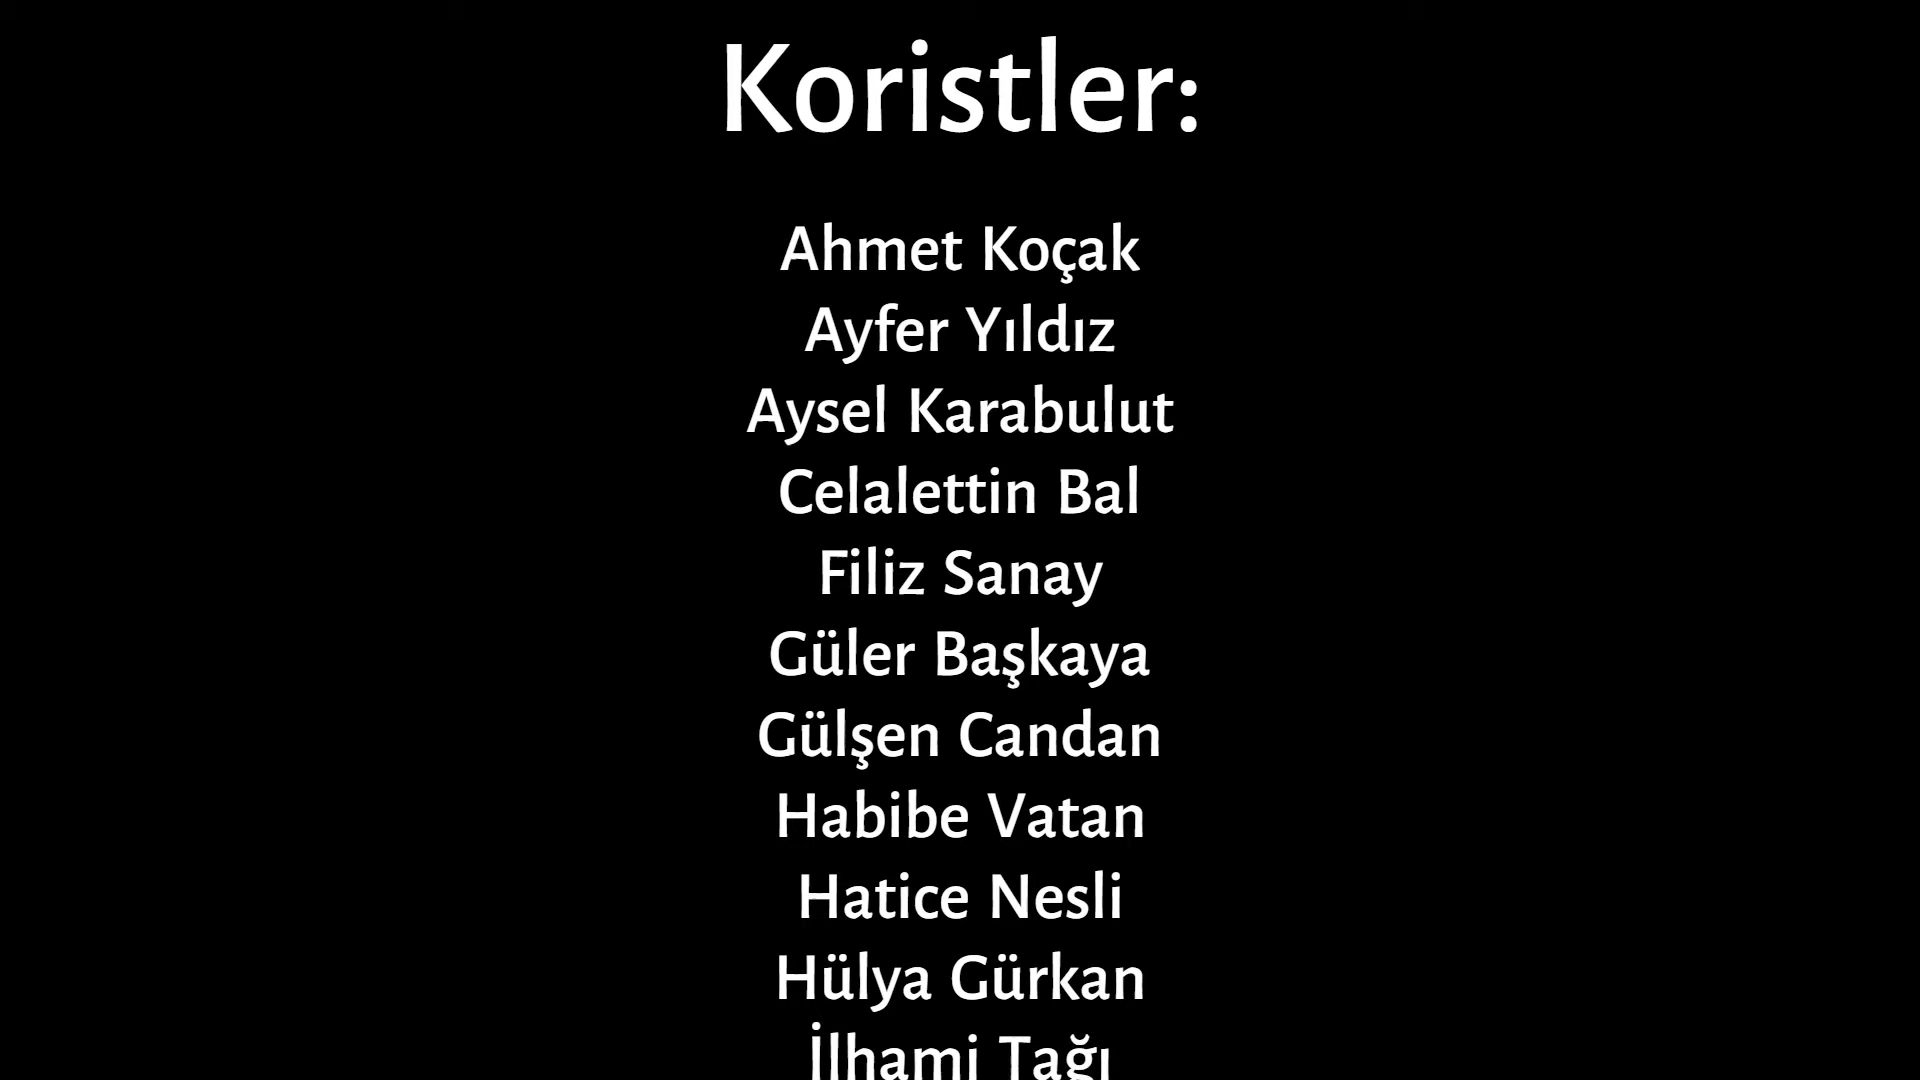 Koristler:
Ahmet Koçak
Ayfer Yıldız
Aysel Karabulut
Celalettin Bal
Filiz Sanay
Güler Başkaya
Gülşen Candan
Habibe Vatan
Hatice Nesli
Hülya Gürkan
İlhami Tağı